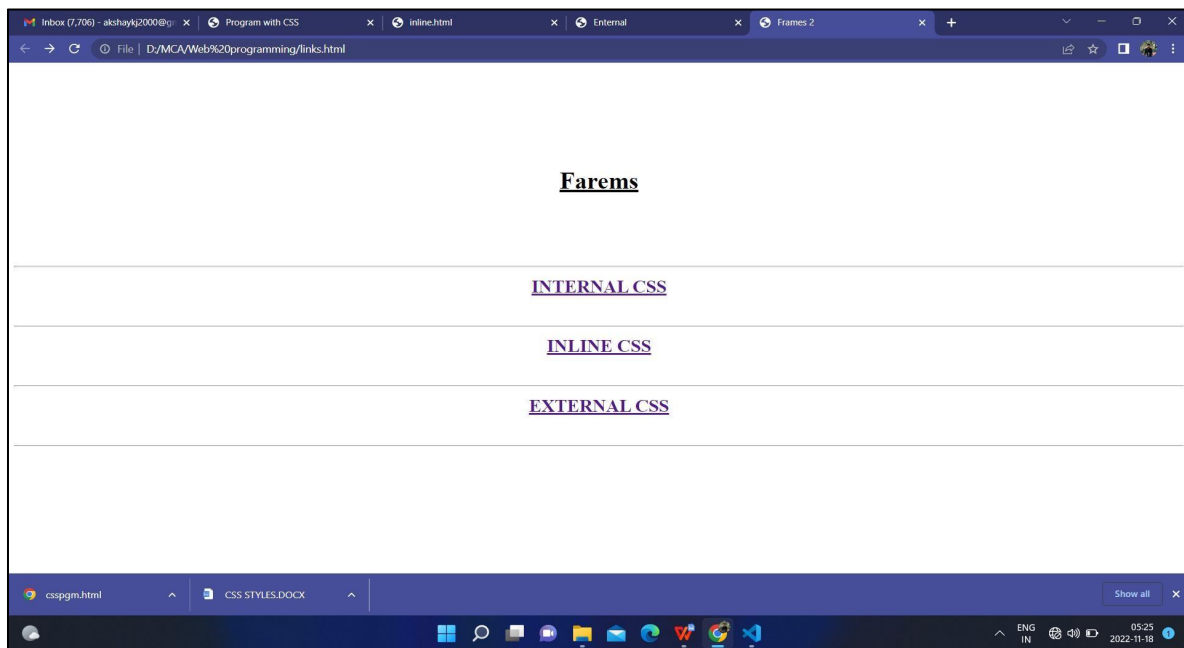 Inbox (7,706) - akshaykj2000@gm
Program with CSS
inline.html
Enternal
Frames 2
File | D:/MCA/Web%20programming/links.html
Farems
INTERNAL CSS
INLINE CSS
EXTERNAL CSS
csspgm.html
CSS STYLES.DOCX
Show all
ENG
IN
05:25
2022-11-18
1